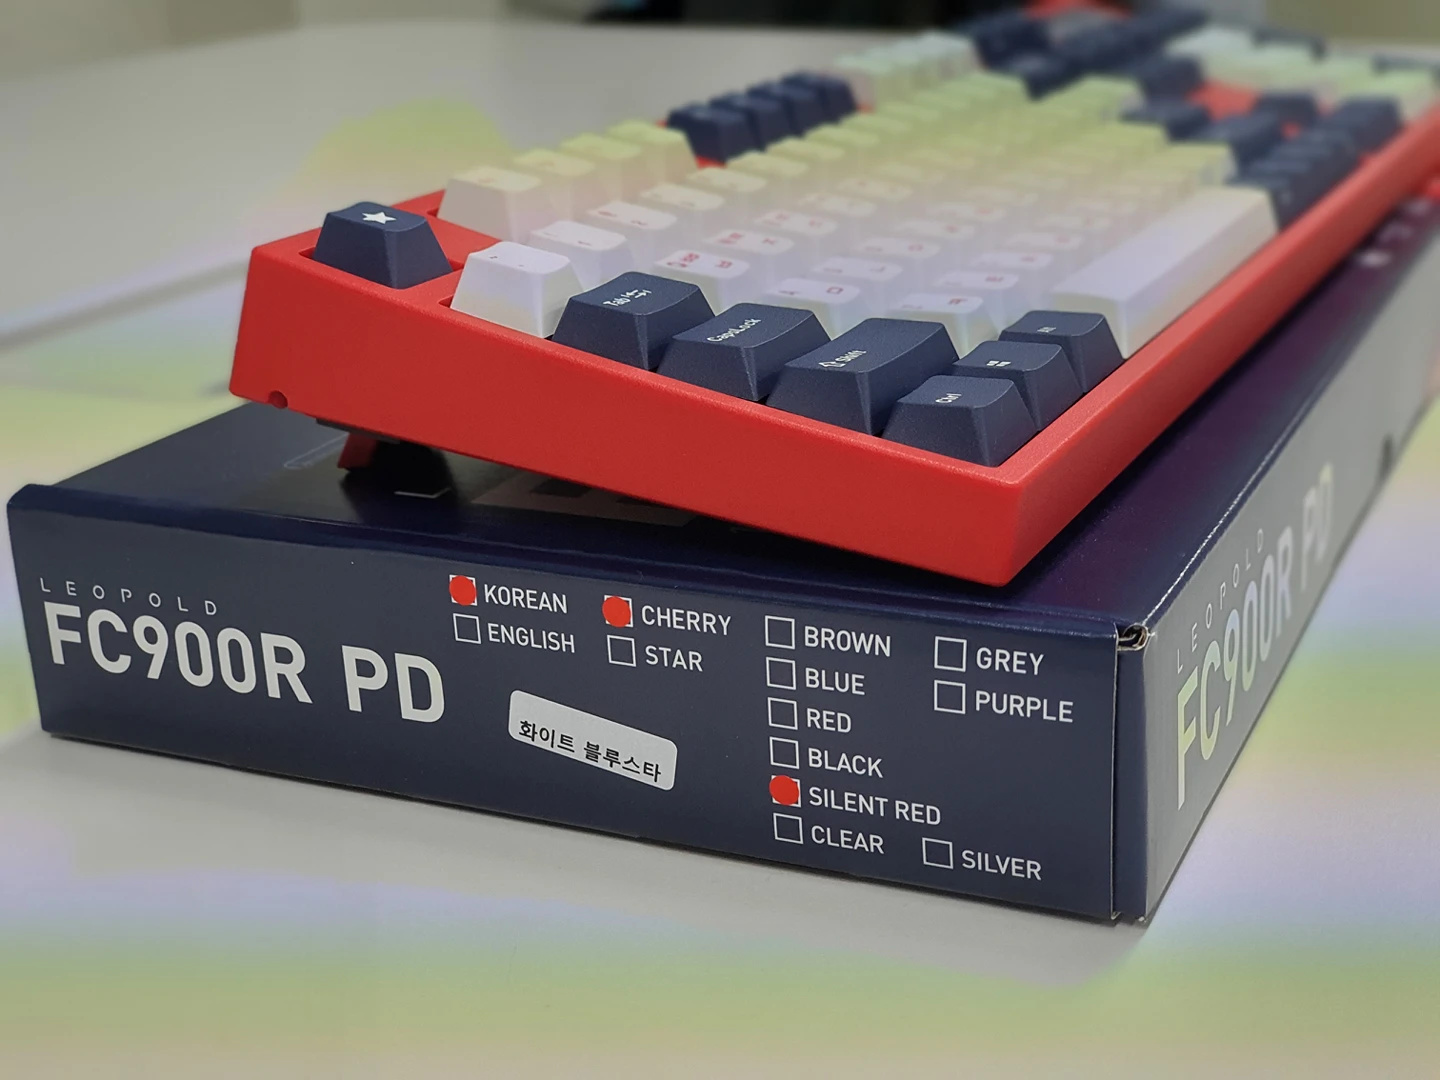 Tab
CapsLock
Shift
Ctrl
LEOPOLD
FC900R PD
KOREAN
ENGLISH
CHERRY
STAR
BROWN
BLUE
RED
BLACK
SILENT RED
CLEAR
GREY
PURPLE
SILVER
화이트 블루스타
LEOPOLD
FC900R PD